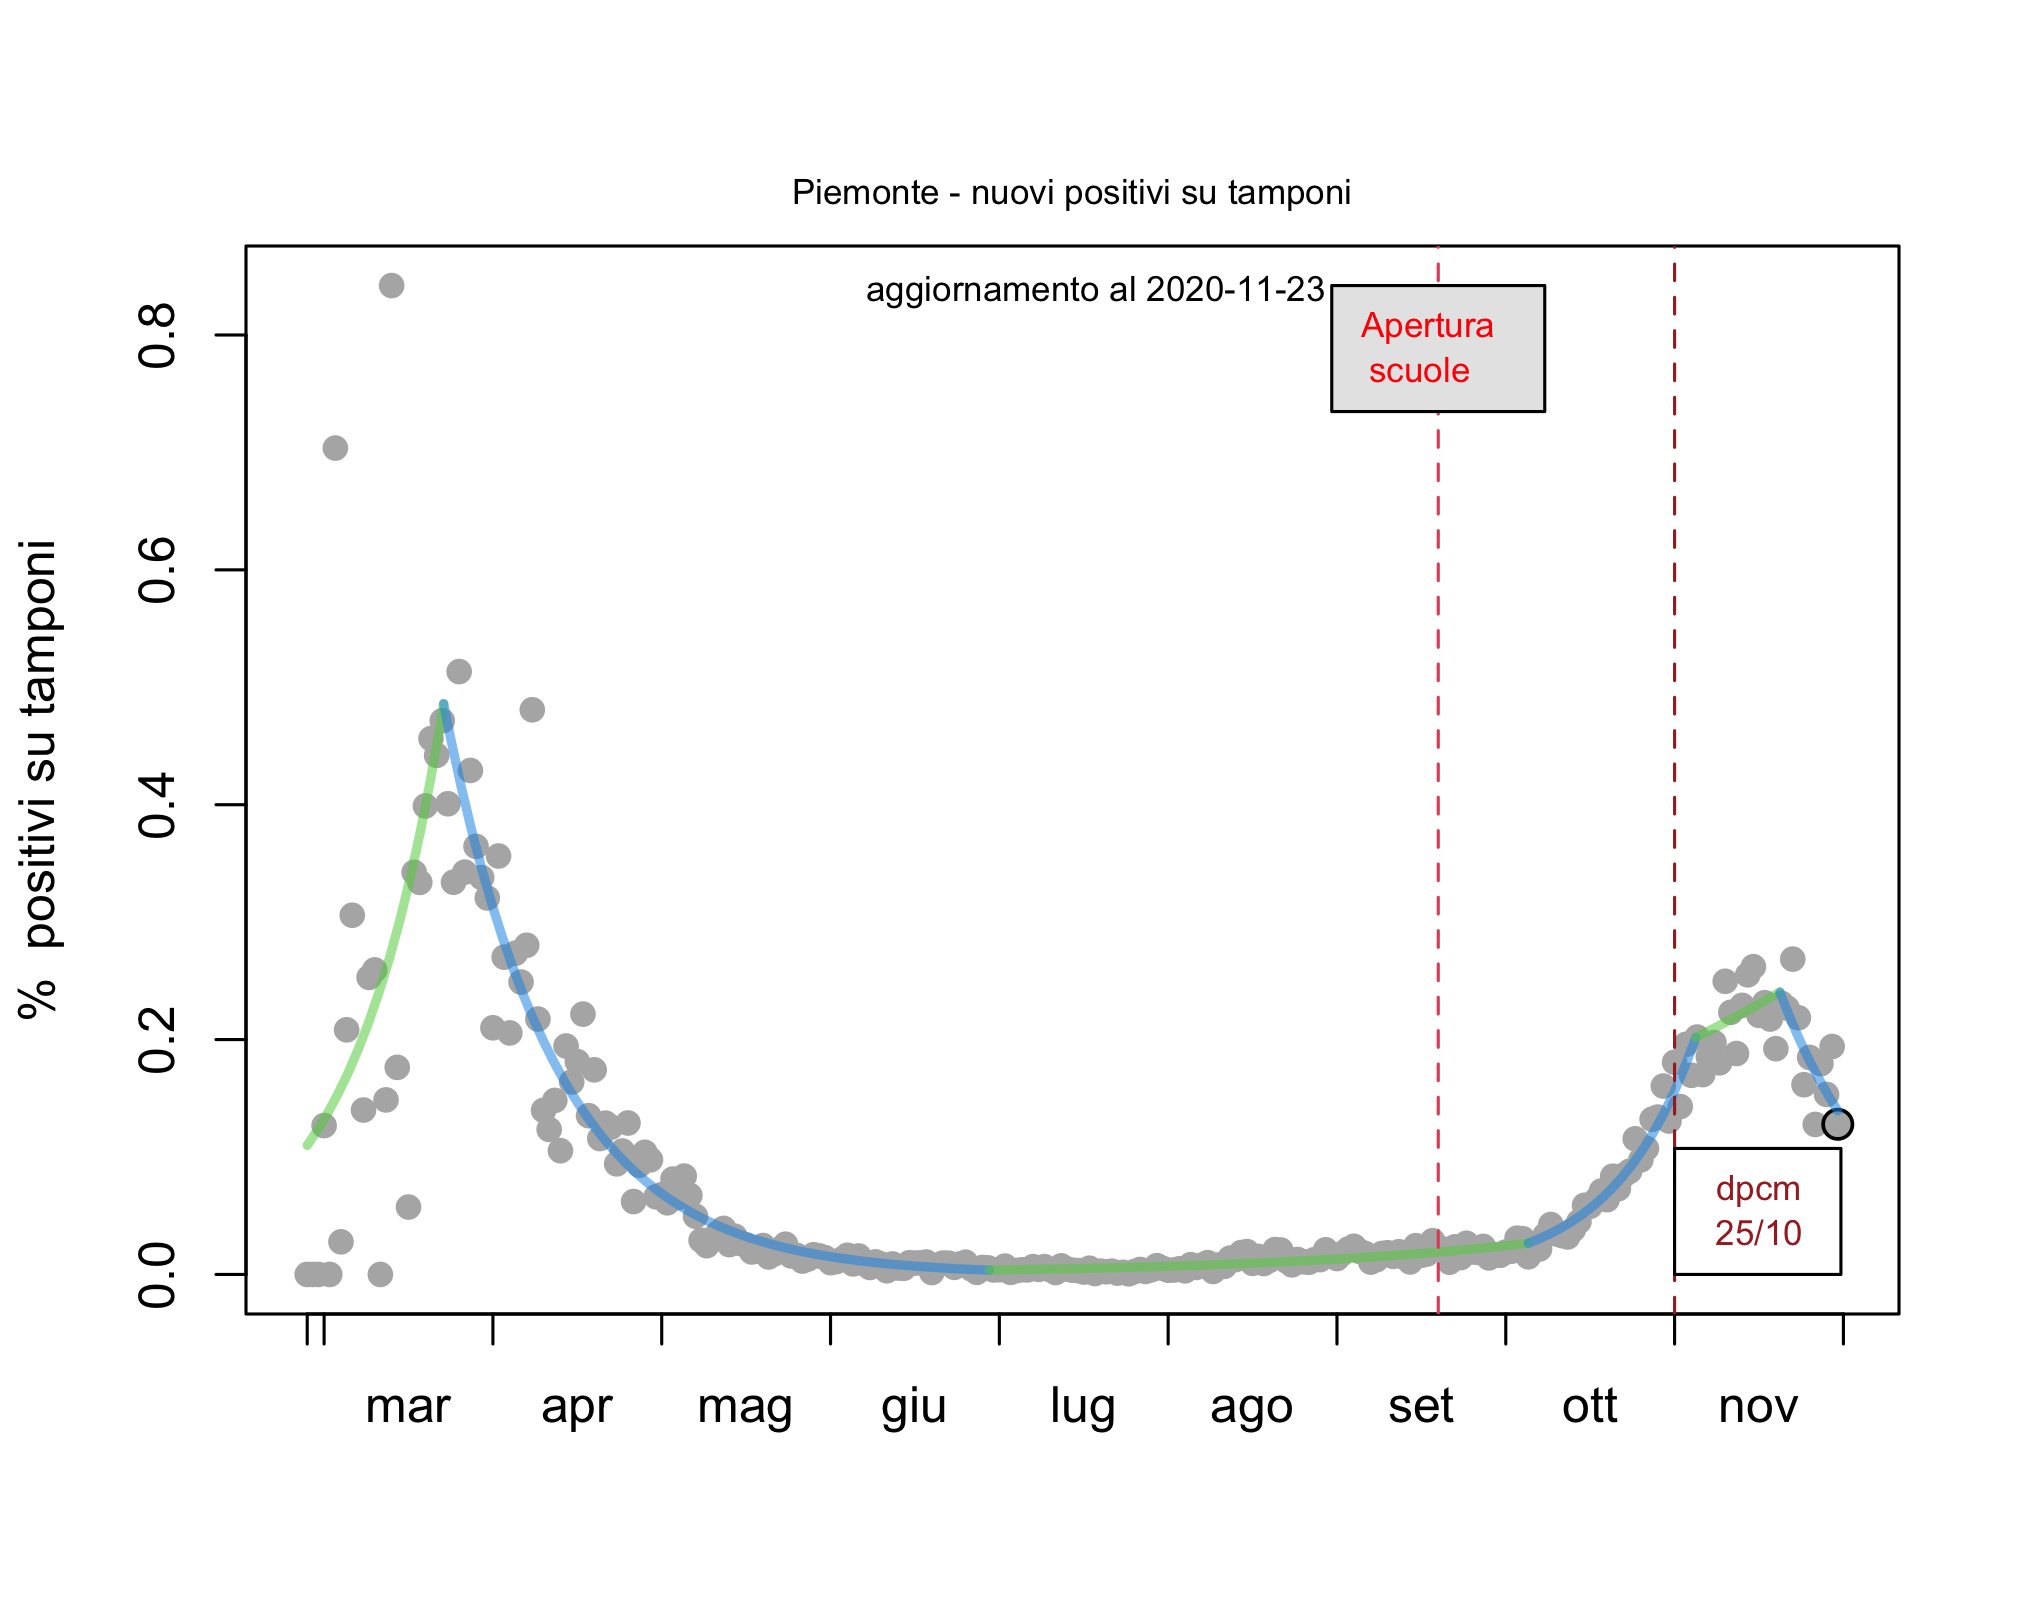 Piemonte - nuovi positivi su tamponi
aggiornamento al 2020-11-23
Apertura
scuole
% positivi su tamponi
0.8
0.6
0.4
0.2
0.0
dpcm
25/10
mar apr mag giu lug ago set ott nov